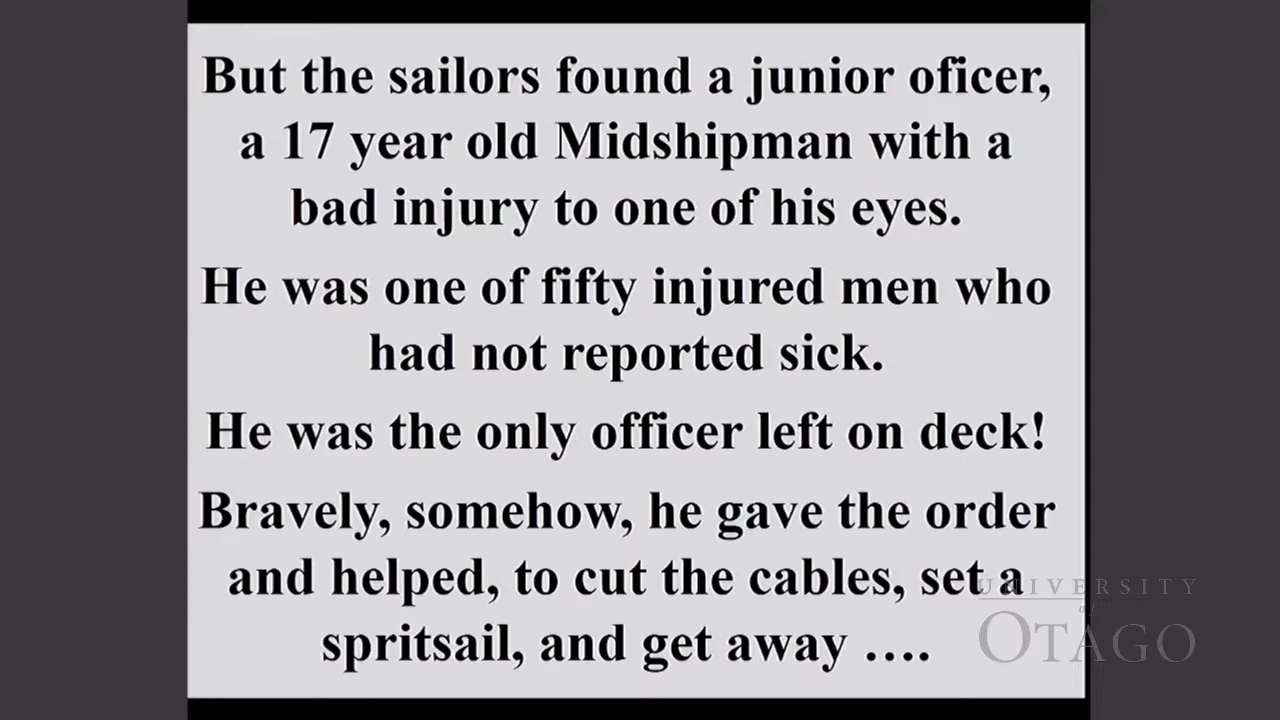 But the sailors found a junior oficer,
a 17 year old Midshipman with a
bad injury to one of his eyes.
He was one of fifty injured men who
had not reported sick.
He was the only officer left on deck!
Bravely, somehow, he gave the order
and helped, to cut the cables, set a
spritsail, and get away ….
UNIVERSITY
of
OTAGO